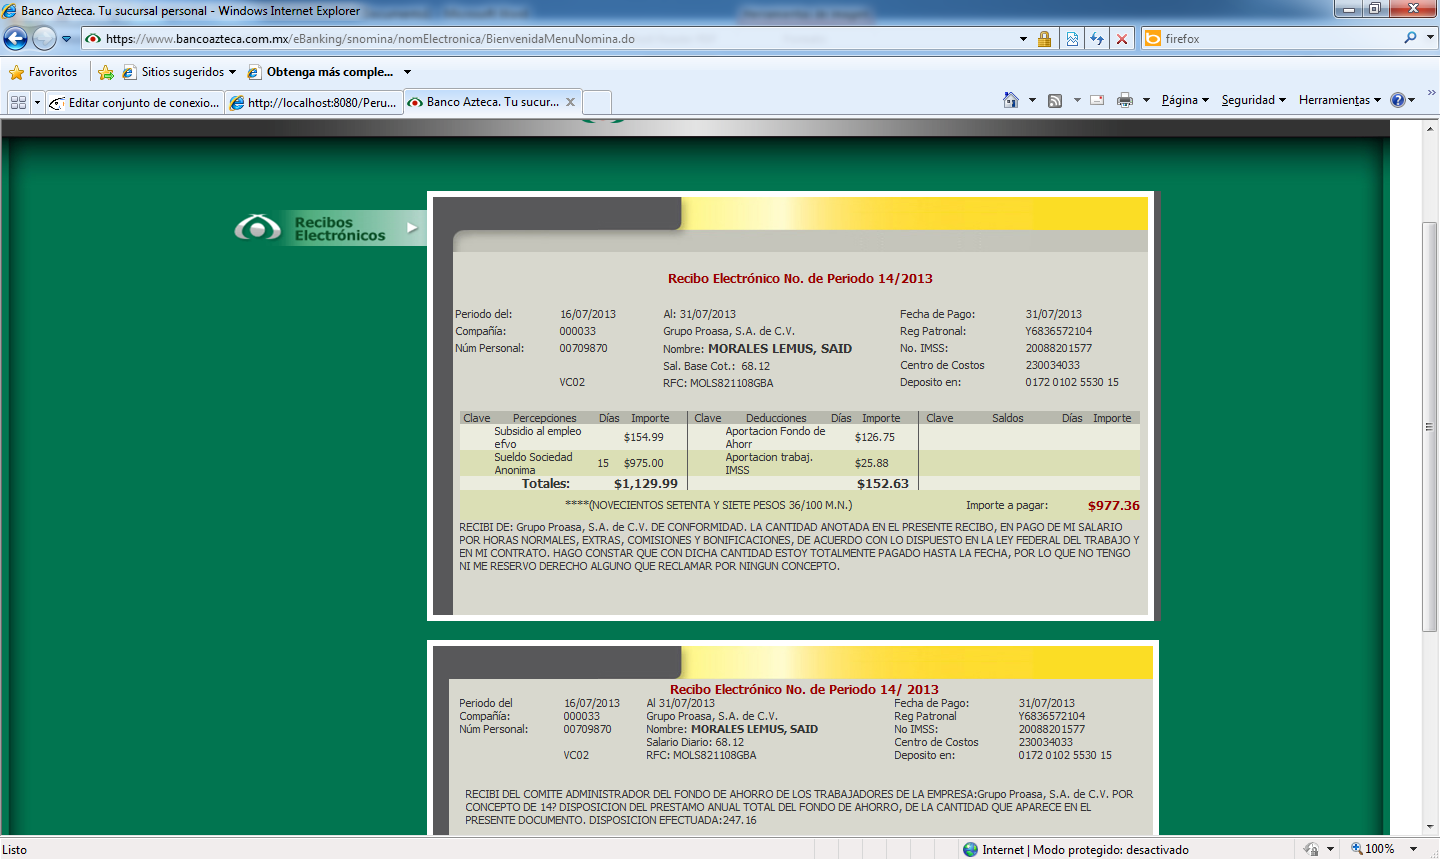 Banco Azteca. Tu sucursal personal - Windows Internet Explorer
https://www.bancoazteca.com.mx/eBanking/snomina/nomElectronica/BienvenidaMenuNomina.do
firefox
Favoritos
Sitios sugeridos
Obtenga más comple...
Editar conjunto de conexio...
http://localhost:8080/Peru...
Banco Azteca. Tu sucur...
Página
Seguridad
Herramientas
Recibos
Electrónicos
Recibo Electrónico No. de Periodo 14/2013
Periodo del: 16/07/2013 Al: 31/07/2013 Fecha de Pago: 31/07/2013
Compañía: 000033 Grupo Proasa, S.A. de C.V. Reg Patronal: Y6836572104
Núm Personal: 00709870 Nombre: MORALES LEMUS, SAID No. IMSS: 20088201577
Sal. Base Cot.: 68.12 Centro de Costos 230034033
VC02 RFC: MOLS821108GBA Deposito en: 0172 0102 5530 15
Clave Percepciones Días Importe Clave Deducciones Días Importe Clave Saldos Días Importe
Subsidio al empleo efvo $154.99 Aportacion Fondo de Ahorr $126.75
Sueldo Sociedad Anonima 15 $975.00 Aportacion trabaj. IMSS $25.88
Totales: $1,129.99 $152.63
****(NOVECIENTOS SETENTA Y SIETE PESOS 36/100 M.N.) Importe a pagar: $977.36
RECIBI DE: Grupo Proasa, S.A. de C.V. DE CONFORMIDAD. LA CANTIDAD ANOTADA EN EL PRESENTE RECIBO, EN PAGO DE MI SALARIO
POR HORAS NORMALES, EXTRAS, COMISIONES Y BONIFICACIONES, DE ACUERDO CON LO DISPUESTO EN LA LEY FEDERAL DEL TRABAJO Y
EN MI CONTRATO. HAGO CONSTAR QUE CON DICHA CANTIDAD ESTOY TOTALMENTE PAGADO HASTA LA FECHA, POR LO QUE NO TENGO
NI ME RESERVO DERECHO ALGUNO QUE RECLAMAR POR NINGUN CONCEPTO.
Recibo Electrónico No. de Periodo 14/ 2013
Periodo del 16/07/2013 Al 31/07/2013 Fecha de Pago: 31/07/2013
Compañía: 000033 Grupo Proasa, S.A. de C.V. Reg Patronal Y6836572104
Núm Personal: 00709870 Nombre: MORALES LEMUS, SAID No IMSS: 20088201577
Salario Diario: 68.12 Centro de Costos 230034033
VC02 RFC: MOLS821108GBA Deposito en: 0172 0102 5530 15
RECIBI DEL COMITE ADMINISTRADOR DEL FONDO DE AHORRO DE LOS TRABAJADORES DE LA EMPRESA:Grupo Proasa, S.A. de C.V. POR
CONCEPTO DE 14? DISPOSICION DEL PRESTAMO ANUAL TOTAL DEL FONDO DE AHORRO, DE LA CANTIDAD QUE APARECE EN EL
PRESENTE DOCUMENTO. DISPOSICION EFECTUADA:247.16
Listo
Internet | Modo protegido: desactivado
100%